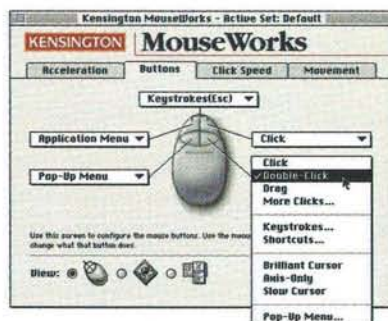 Kensington MouseWorks - Active Set: Default
KENSINGTON MouseWorks
Acceleration Buttons Click Speed Movement
Keystrokes(Esc)
Application Menu Click
Pop-Up Menu
Click
✓Double-Click
Drag
More Clicks...
Keystrokes...
Shortcuts...
Brilliant Cursor
Axis-Only
Slow Cursor
Pop-Up Menu...
Use this screen to configure the mouse buttons. Use the mous
change what that button does.
View: